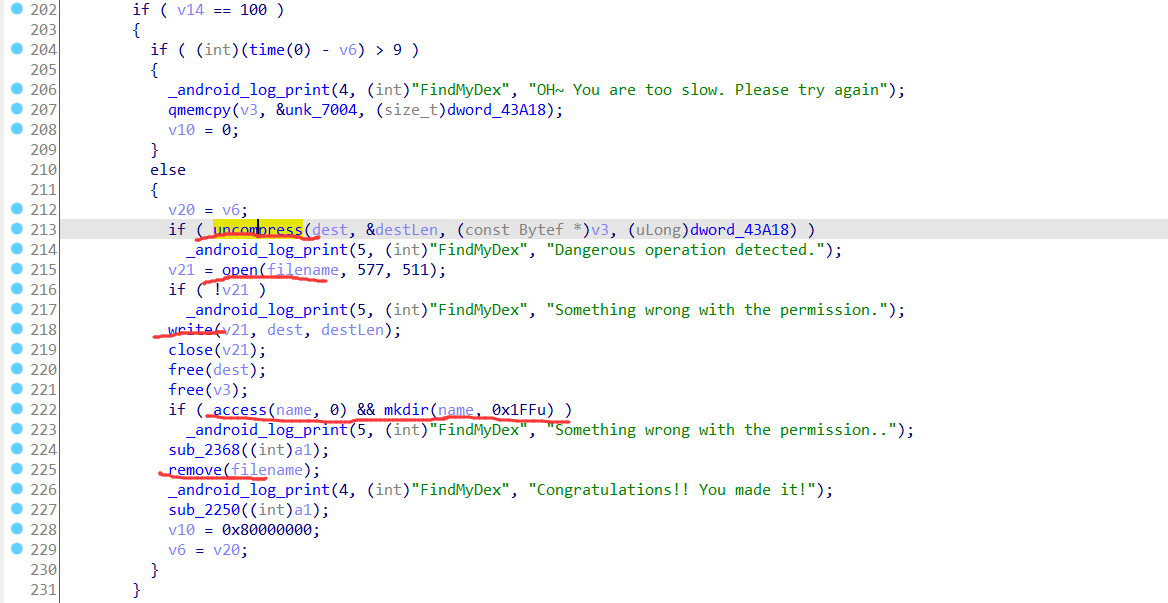 202 if ( v14 == 100 )
203 {
204 if ( (int)(time(0) - v6) > 9 )
205 {
206 _android_log_print(4, (int)"FindMyDex", "OH~ You are too slow. Please try again");
207 qmemcpy(v3, &unk_7004, (size_t)dword_43A18);
208 v10 = 0;
209 }
210 else
211 {
212 v20 = v6;
213 if ( uncompress(dest, &destLen, (const Bytef *)v3, (uLong)dword_43A18) )
214 _android_log_print(5, (int)"FindMyDex", "Dangerous operation detected.");
215 v21 = open(filename, 577, 511);
216 if ( !v21 )
217 _android_log_print(5, (int)"FindMyDex", "Something wrong with the permission.");
218 write(v21, dest, destLen);
219 close(v21);
220 free(dest);
221 free(v3);
222 if ( access(name, 0) && mkdir(name, 0x1FFu) )
223 _android_log_print(5, (int)"FindMyDex", "Something wrong with the permission..");
224 sub_2368((int)a1);
225 remove(filename);
226 _android_log_print(4, (int)"FindMyDex", "Congratulations!! You made it!");
227 sub_2250((int)a1);
228 v10 = 0x80000000;
229 v6 = v20;
230 }
231 }